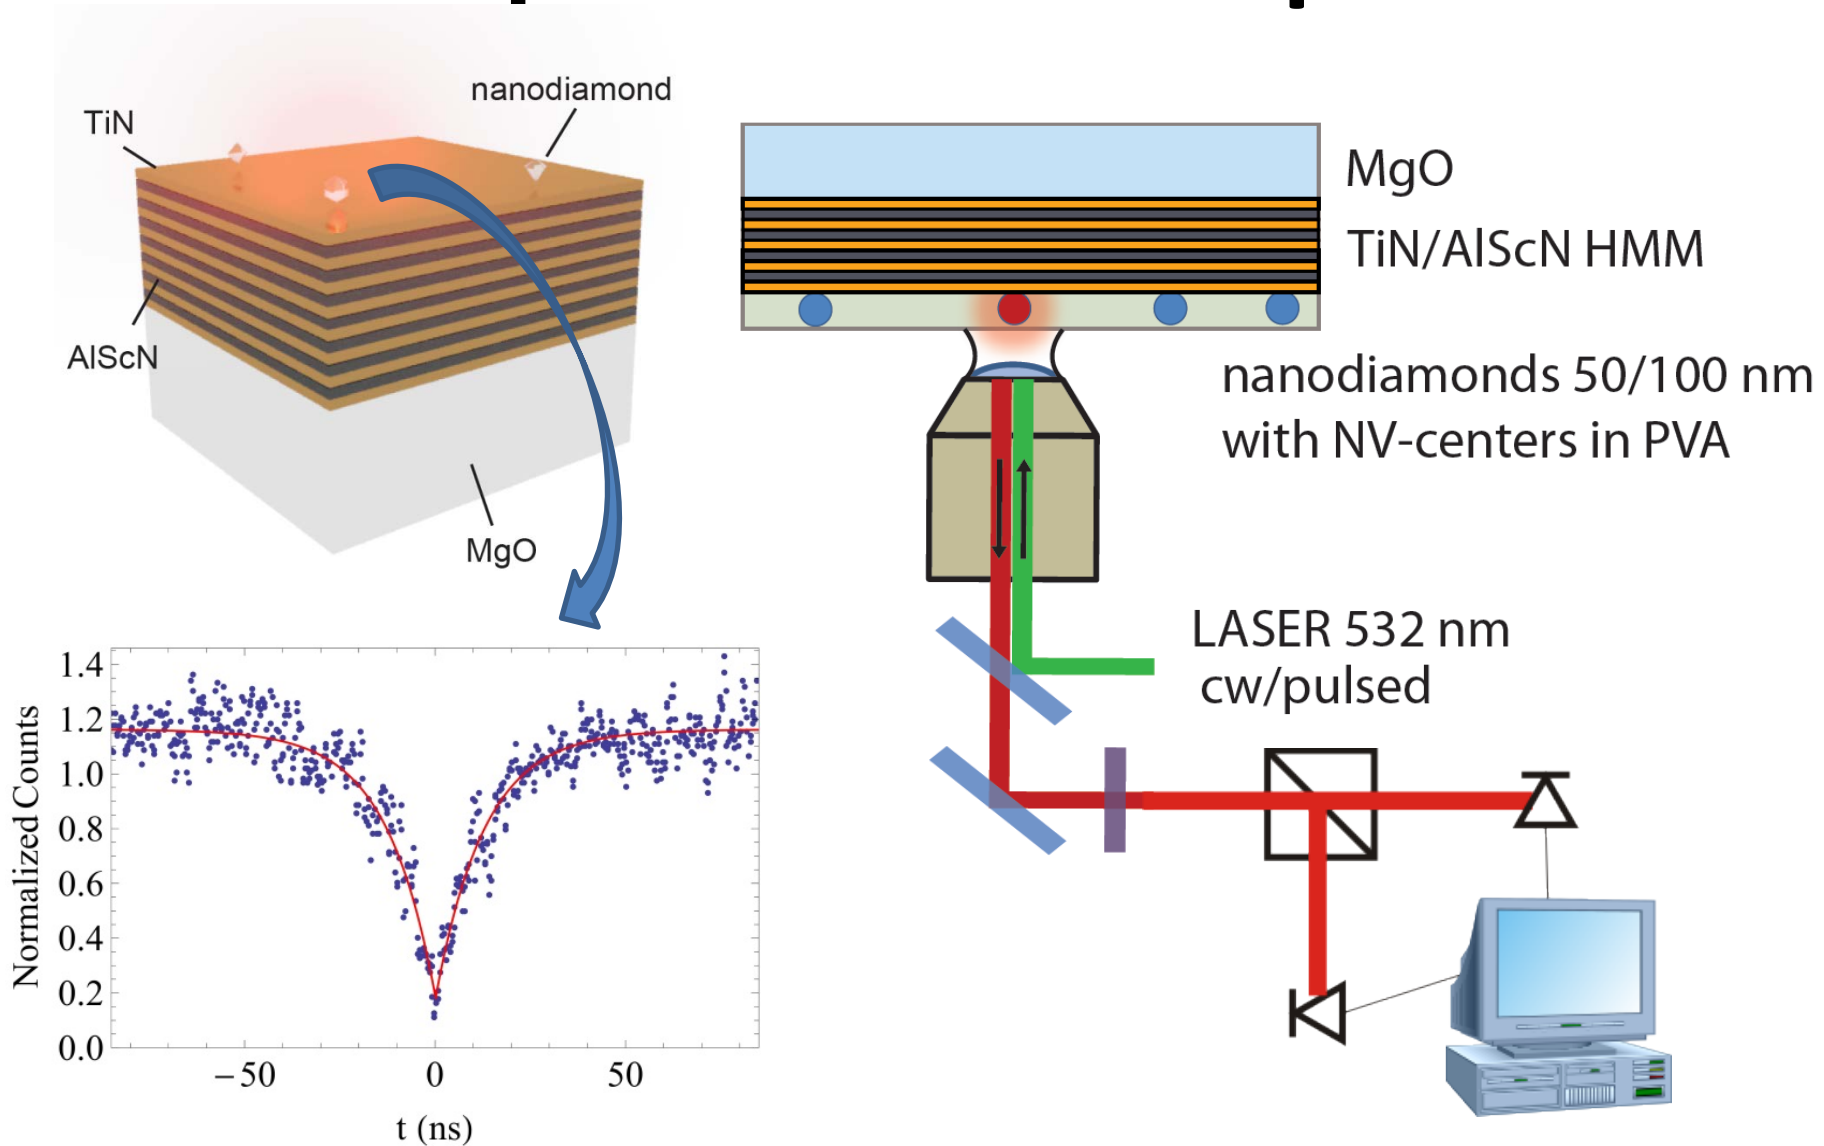 TiN
nanodiamond
AlScN
MgO
MgO
TiN/AlScN HMM
nanodiamonds 50/100 nm
with NV-centers in PVA
LASER 532 nm
cw/pulsed
Normalized Counts
1.4
1.2
1.0
0.8
0.6
0.4
0.2
0.0
−50
0
50
t (ns)